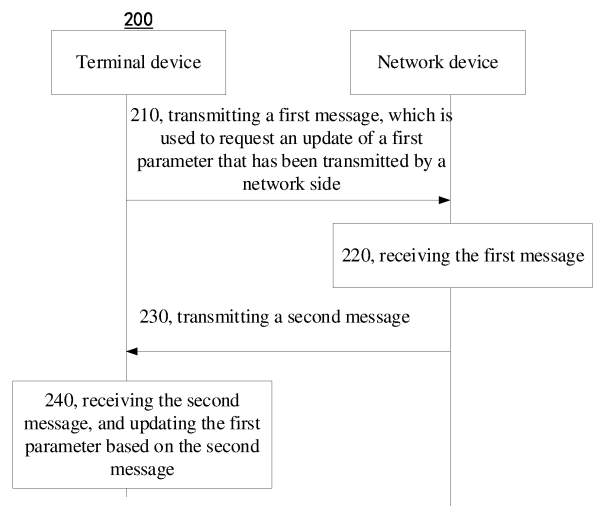 200
Terminal device
Network device
210, transmitting a first message, which is
used to request an update of a first
parameter that has been transmitted by a
network side
220, receiving the first message
230, transmitting a second message
240, receiving the second
message, and updating the first
parameter based on the second
message